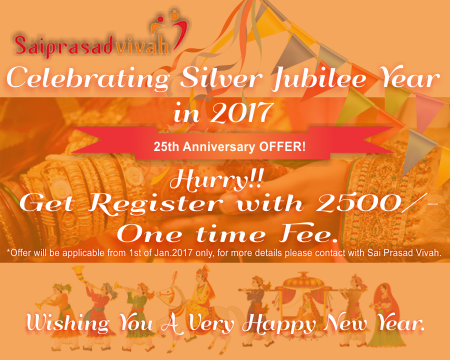 Saiprasadvivah
Celebrating Silver Jubilee Year
in 2017
25th Anniversary OFFER!
Hurry!!
Get Register with 2500/-
One time Fee.
*Offer will be applicable from 1st of Jan.2017 only, for more details please contact with Sai Prasad Vivah.
Wishing You A Very Happy New Year.